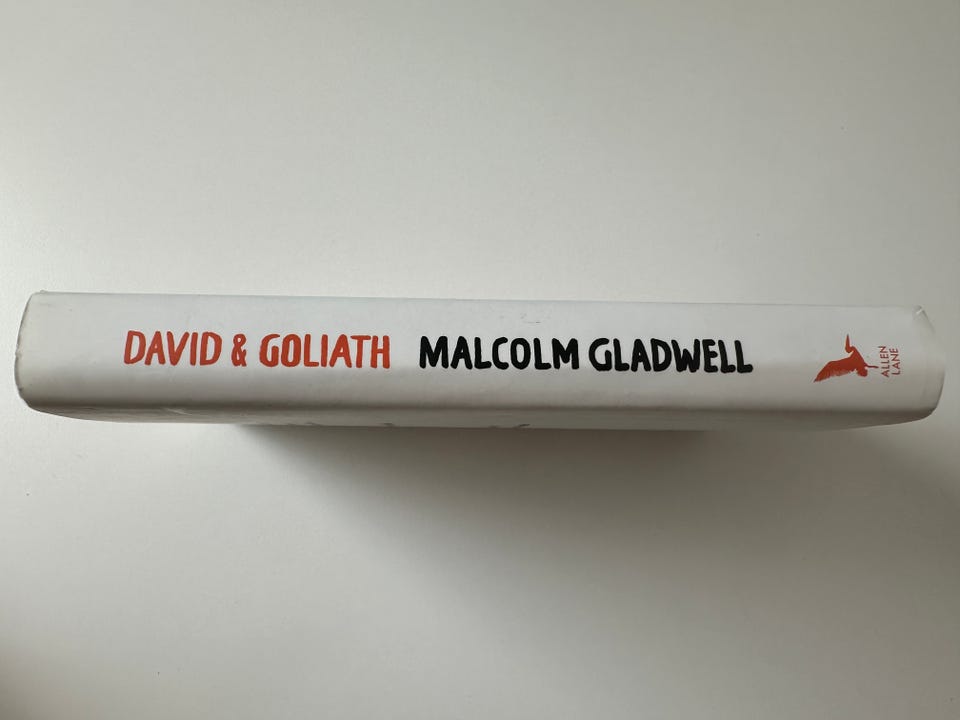 DAVID & GOLIATH MALCOLM GLADWELL
ALLEN
LANE